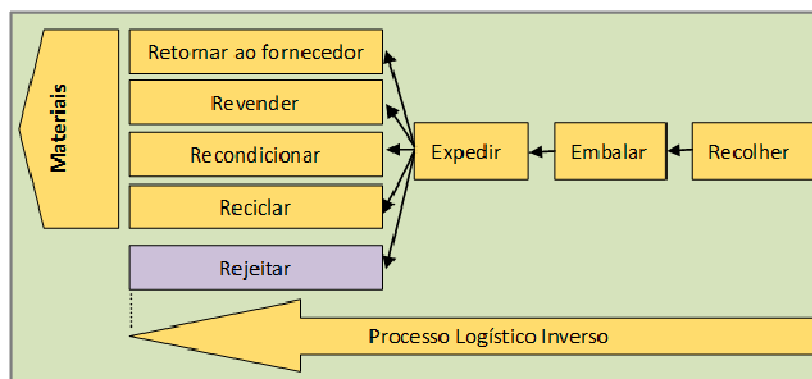 Materiais
Retornar ao fornecedor
Revender
Recondicionar
Reciclar
Rejeitar
Expedir
Embalar
Recolher
Processo Logístico Inverso